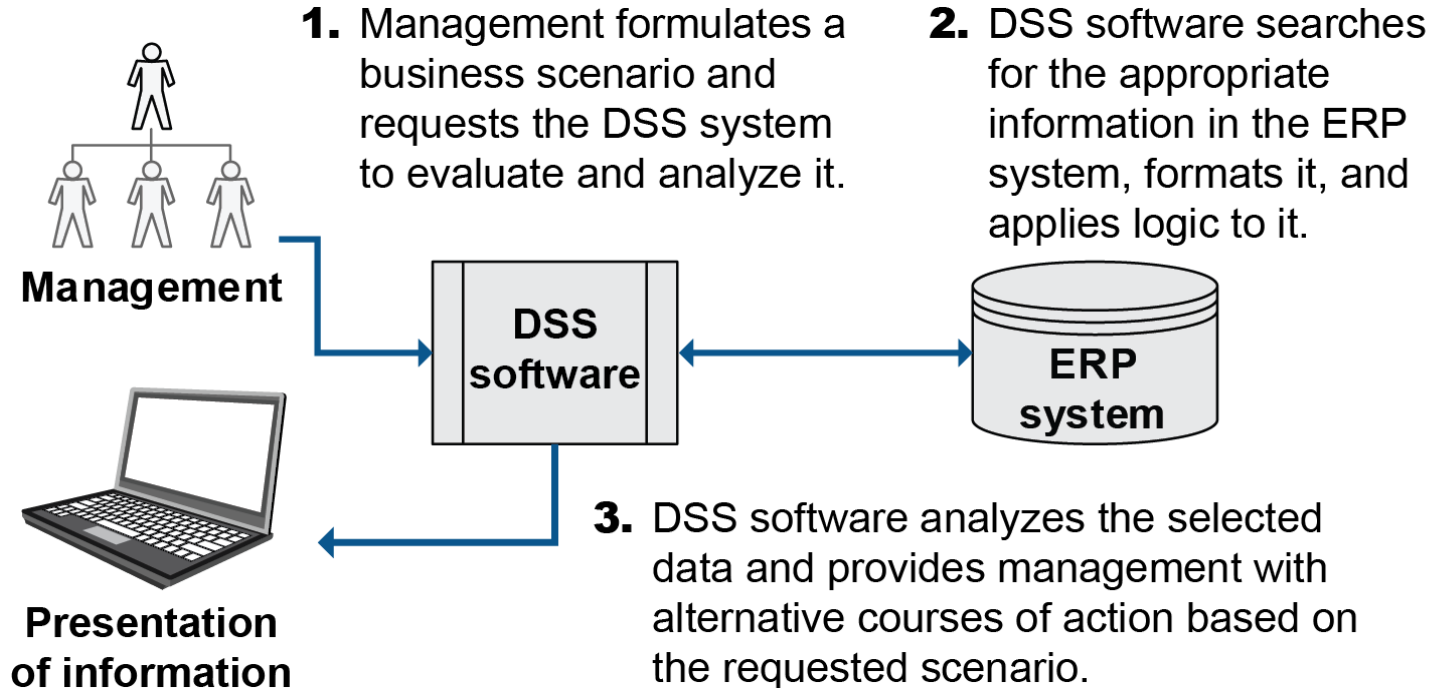 1. Management formulates a
business scenario and
requests the DSS system
to evaluate and analyze it.
2. DSS software searches
for the appropriate
information in the ERP
system, formats it, and
applies logic to it.
Management
DSS
software
ERP
system
3. DSS software analyzes the selected
data and provides management with
alternative courses of action based on
the requested scenario.
Presentation
of information